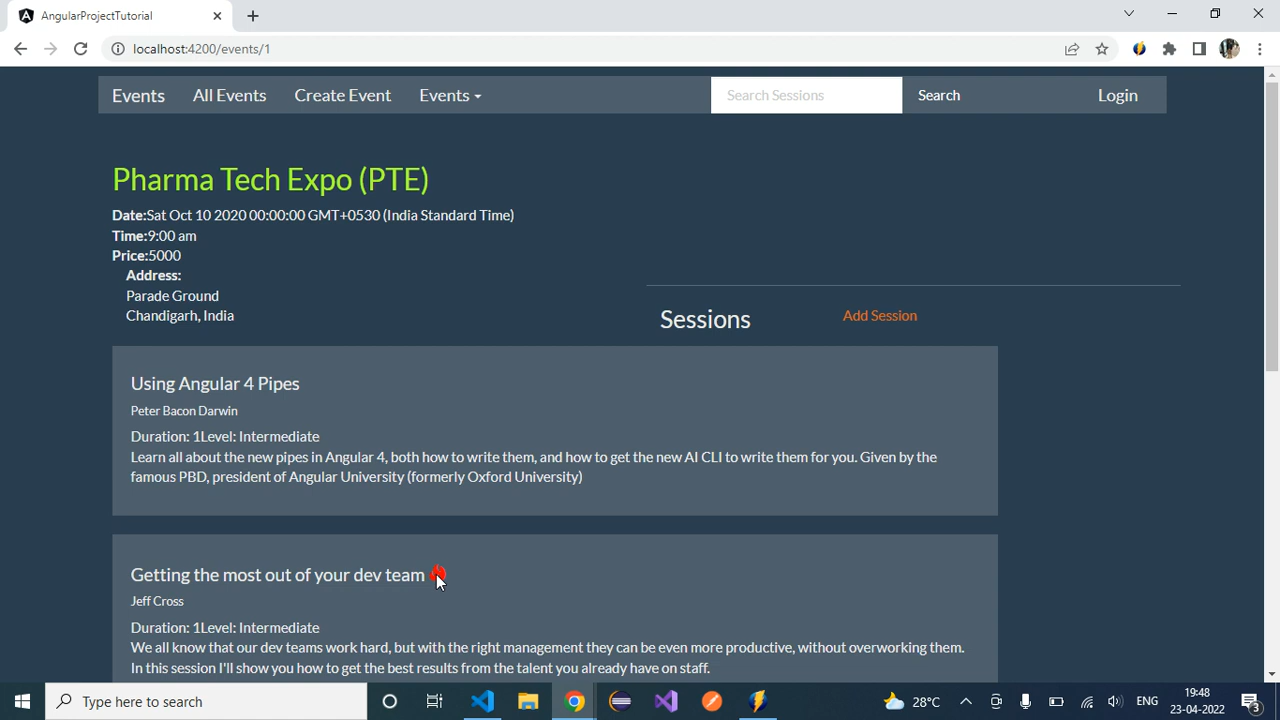 AngularProjectTutorial
localhost:4200/events/1
Events All Events Create Event Events Search Sessions Search Login
Pharma Tech Expo (PTE)
Date:Sat Oct 10 2020 00:00:00 GMT+0530 (India Standard Time)
Time:9:00 am
Price:5000
Address:
Parade Ground
Chandigarh, India
Sessions Add Session
Using Angular 4 Pipes
Peter Bacon Darwin
Duration: 1Level: Intermediate
Learn all about the new pipes in Angular 4, both how to write them, and how to get the new AI CLI to write them for you. Given by the
famous PBD, president of Angular University (formerly Oxford University)
Getting the most out of your dev team
Jeff Cross
Duration: 1Level: Intermediate
We all know that our dev teams work hard, but with the right management they can be even more productive, without overworking them.
In this session I'll show you how to get the best results from the talent you already have on staff.
Type here to search
28°C
ENG
19:48
23-04-2022
3